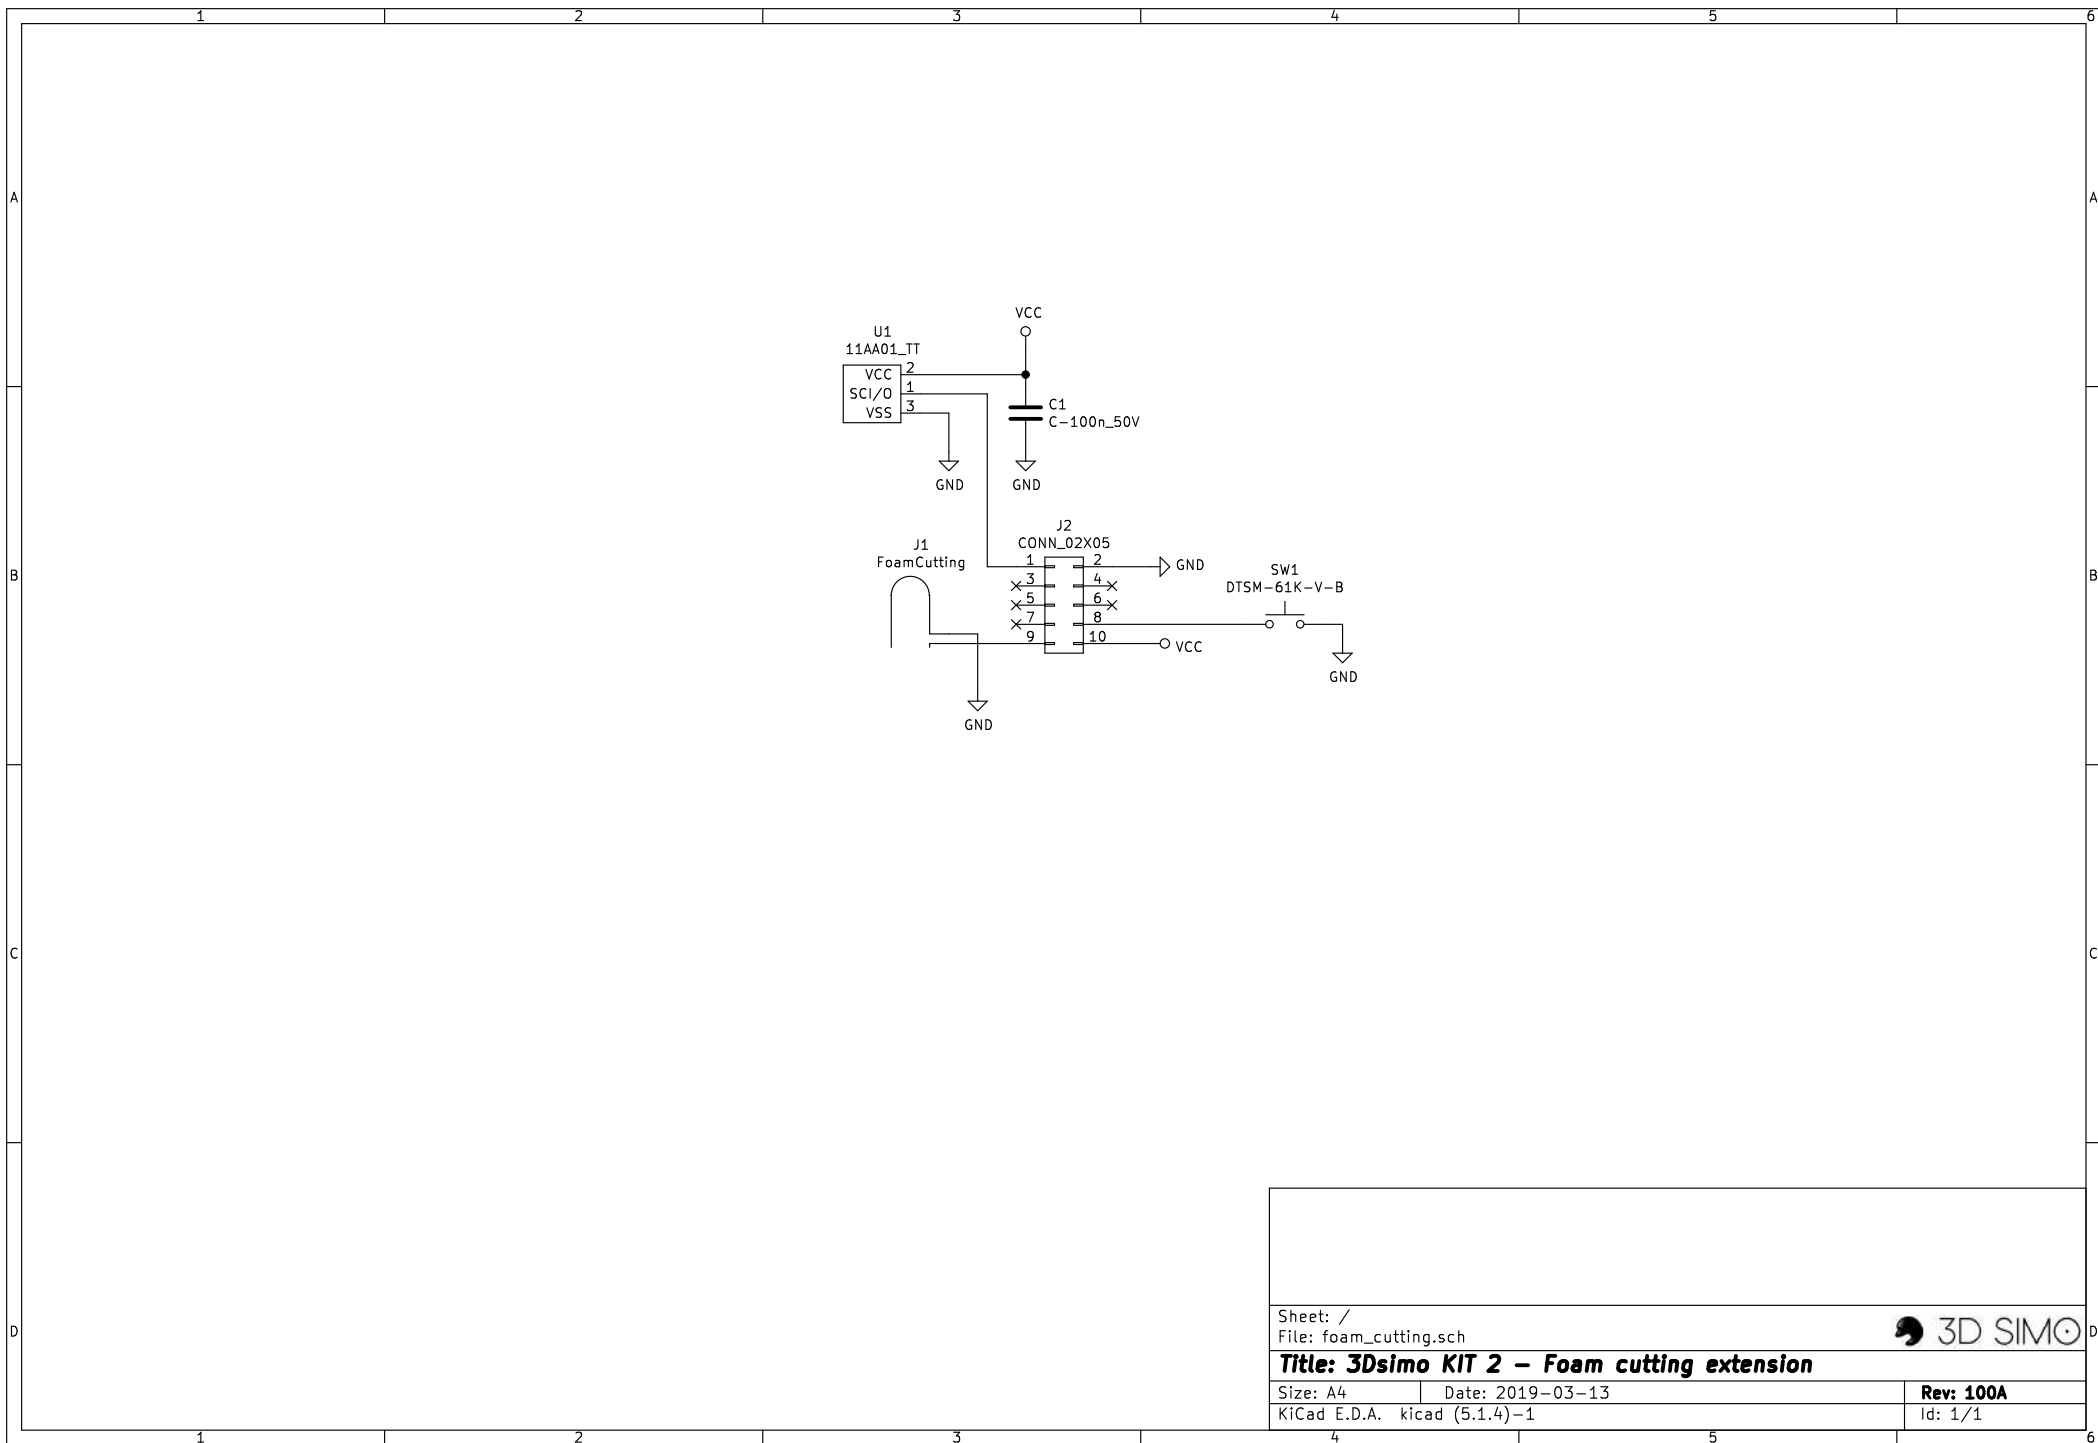 1 2 3 4 5 6
A A
VCC
U1
11AA01_TT
VCC 2
SCI/O 1
VSS 3
C1
C-100n_50V
GND GND
J2
CONN_02X05
J1
FoamCutting
B B
1 2 GND
3 4
5 6
7 8
9 10 VCC
SW1
DTSM-61K-V-B
GND
GND
C C
Sheet: /
File: foam_cutting.sch
3D SIMO
D D
Title: 3Dsimo KIT 2 – Foam cutting extension
Size: A4 Date: 2019-03-13 Rev: 100A
KiCad E.D.A. kicad (5.1.4)-1 Id: 1/1
1 2 3 4 5 6